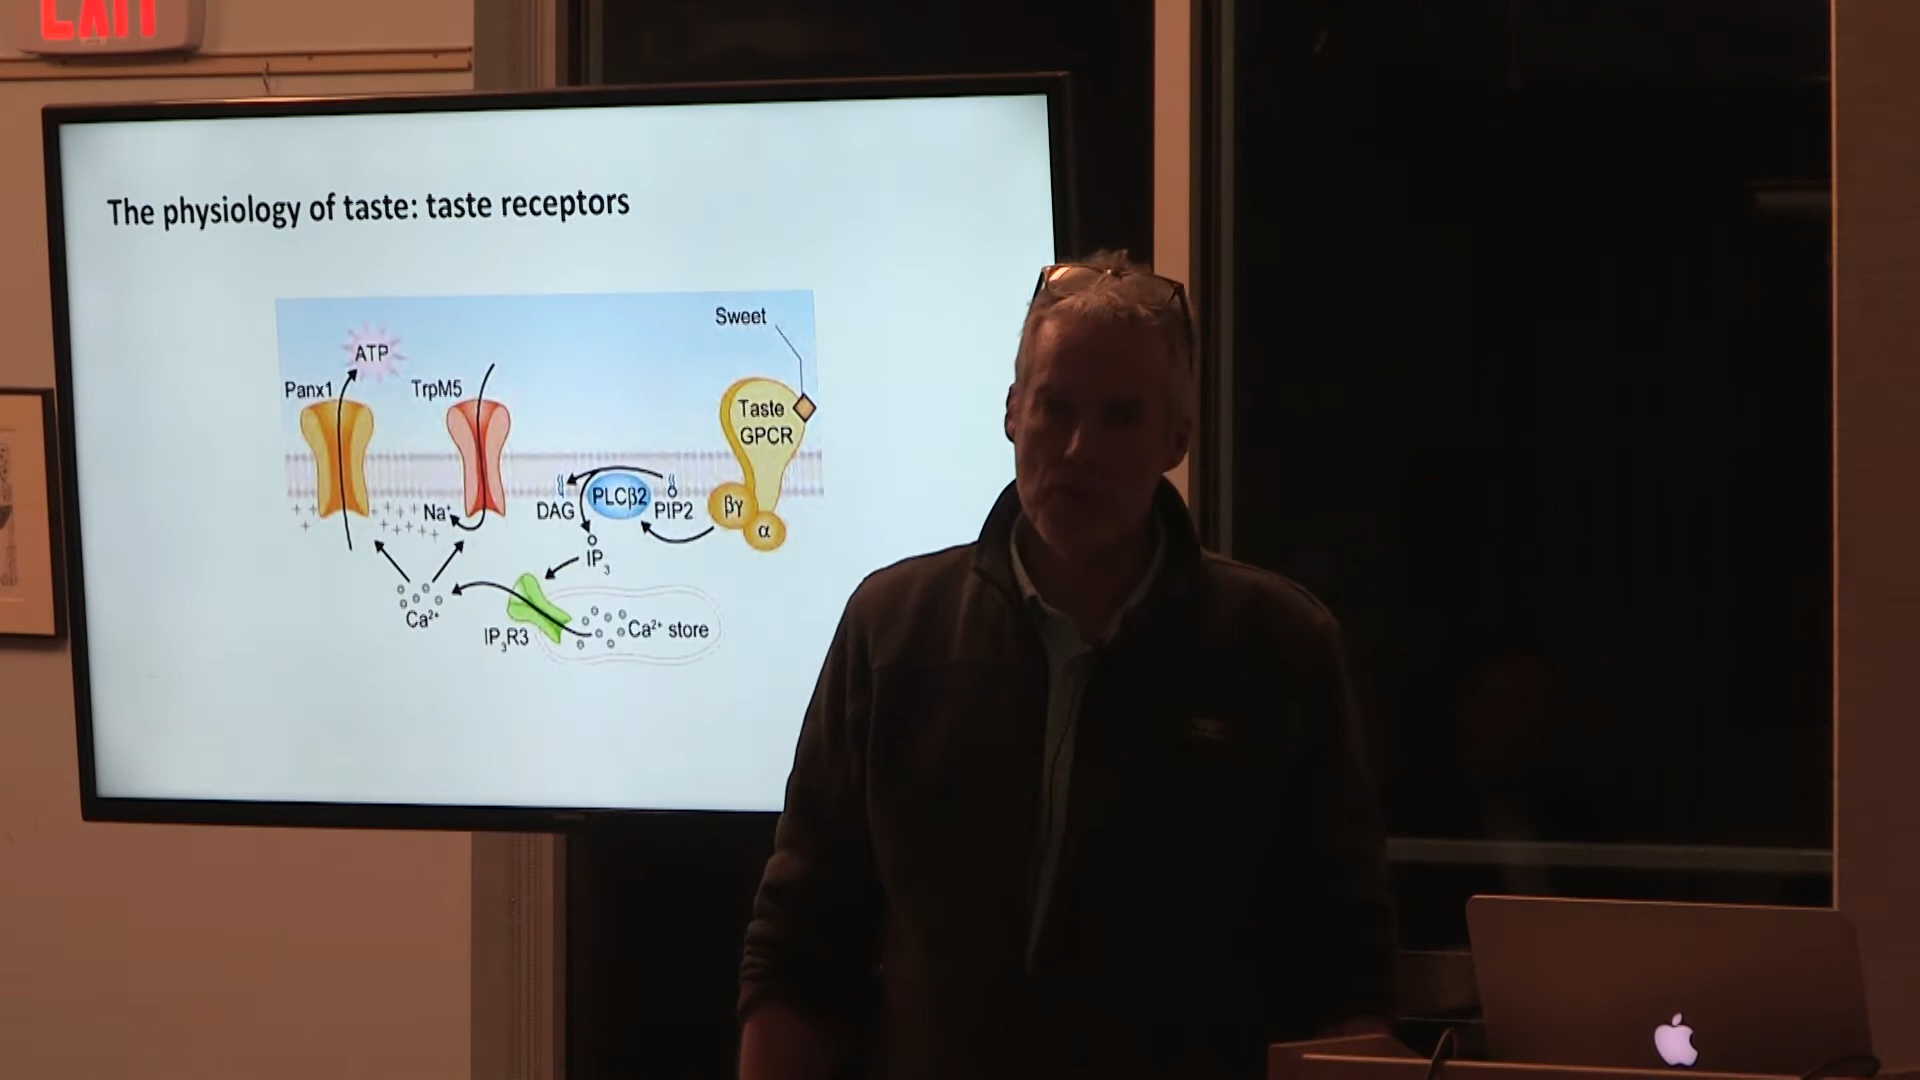 EXIT
The physiology of taste: taste receptors
Sweet
ATP
Panx1
TrpM5
Taste
GPCR
PLCβ2
βγ
Na⁺
DAG
PIP2
α
IP₃
Ca²⁺
IP₃R3
Ca²⁺ store